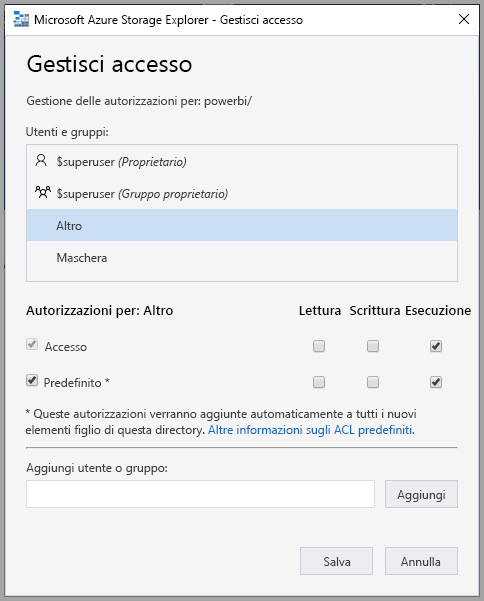 Microsoft Azure Storage Explorer - Gestisci accesso
Gestisci accesso
Gestione delle autorizzazioni per: powerbi/
Utenti e gruppi:
$superuser (Proprietario)
$superuser (Gruppo proprietario)
Altro
Maschera
Autorizzazioni per: Altro Lettura Scrittura Esecuzione
Accesso
Predefinito *
* Queste autorizzazioni verranno aggiunte automaticamente a tutti i nuovi
elementi figlio di questa directory. Altre informazioni sugli ACL predefiniti.
Aggiungi utente o gruppo:
Aggiungi
Salva Annulla